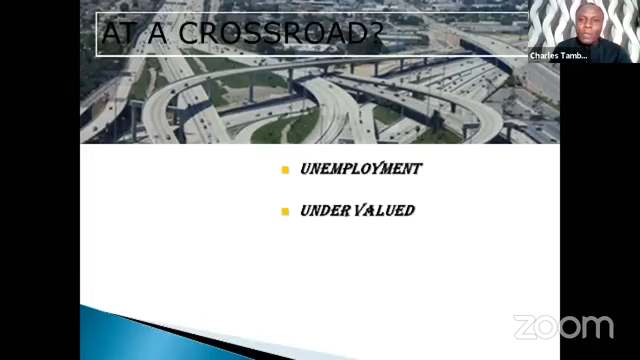 AT A CROSSROAD?
Charles Tamb...
UNEMPLOYMENT
UNDER VALUED
zoom